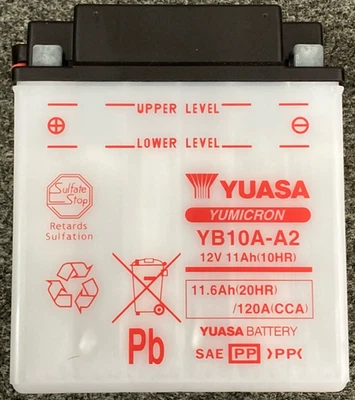 UPPER LEVEL
LOWER LEVEL
Sulfate
Stop
Retards
Sulfation
YUASA
YUMICRON
YB10A-A2
12V 11Ah(10HR)
11.6Ah(20HR)
/120A(CCA)
Pb
YUASA BATTERY
SAE PP >PP<